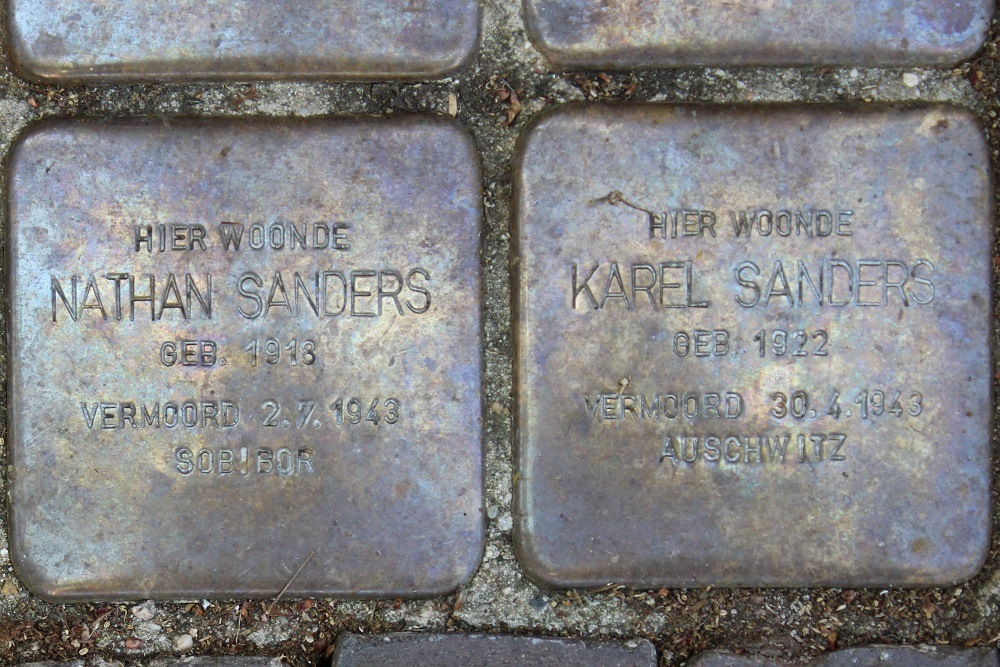 HIER WOONDE
NATHAN SANDERS
GEB. 1918
VERMOORD 2.7.1943
SOBIBOR
HIER WOONDE
KAREL SANDERS
GEB. 1922
VERMOORD 30.4.1943
AUSCHWITZ